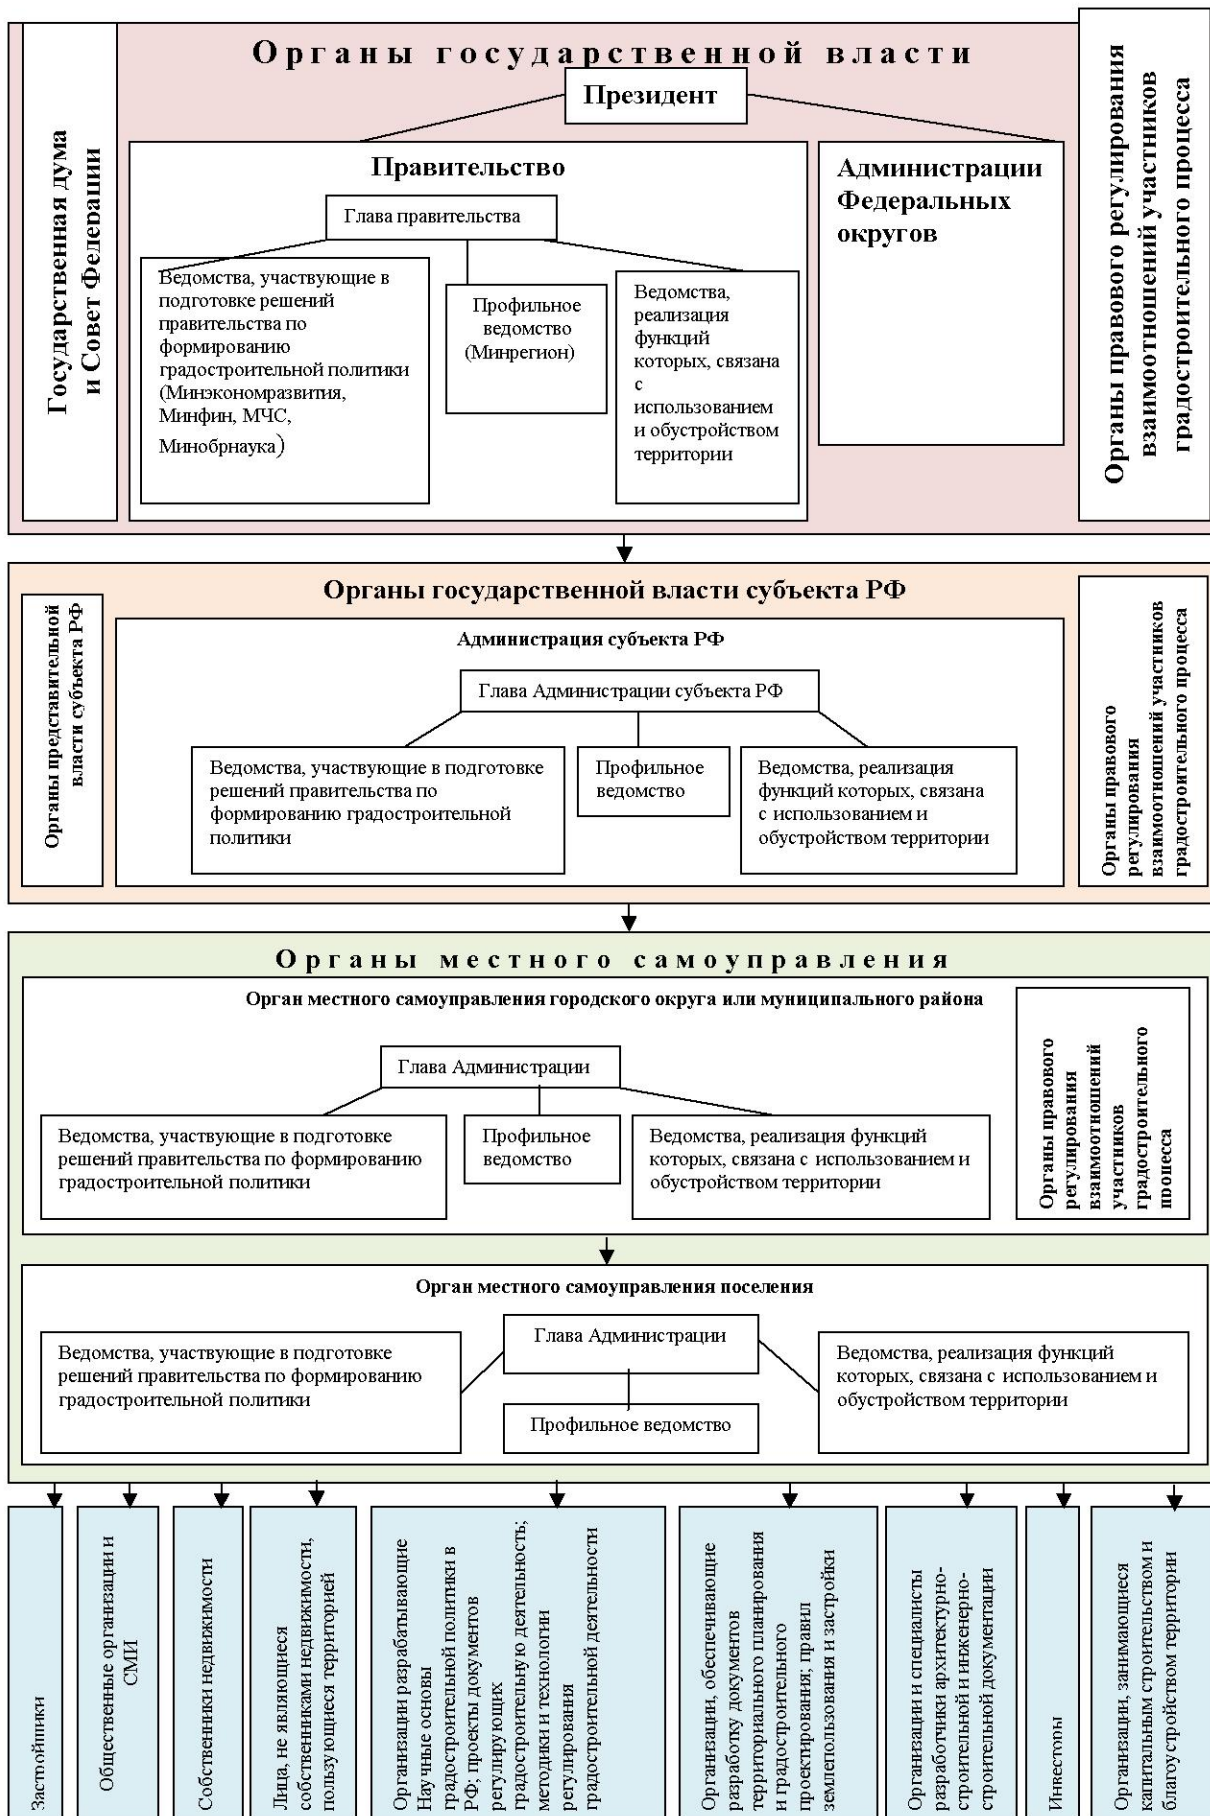 Органы государственной власти
Государственная дума
и Совет Федерации
Президент
Правительство
Глава правительства
Ведомства, участвующие в
подготовке решений
правительства по
формированию
градостроительной политики
(Минэкономразвития,
Минфин, МЧС,
Минобрнаука)
Профильное
ведомство
(Минрегион)
Ведомства,
реализация
функций
которых, связана
с
использованием
и обустройством
территории
Администрации
Федеральных
округов
Органы правового регулирования
взаимоотношений участников
градостроительного процесса
Органы государственной власти субъекта РФ
Органы представительной
власти субъекта РФ
Администрация субъекта РФ
Глава Администрации субъекта РФ
Ведомства, участвующие в подготовке
решений правительства по
формированию градостроительной
политики
Профильное
ведомство
Ведомства, реализация
функций которых, связана
с использованием и
обустройством территории
Органы правового
регулирования
взаимоотношений участников
градостроительного процесса
Органы местного самоуправления
Орган местного самоуправления городского округа или муниципального района
Глава Администрации
Ведомства, участвующие в подготовке
решений правительства по формированию
градостроительной политики
Профильное
ведомство
Ведомства, реализация функций
которых, связана с использованием и
обустройством территории
Органы правового
регулирования
взаимоотношений
участников
градостроительного
процесса
Орган местного самоуправления поселения
Глава Администрации
Ведомства, участвующие в подготовке
решений правительства по формированию
градостроительной политики
Профильное ведомство
Ведомства, реализация функций
которых, связана с использованием и
обустройством территории
Застройщики
Общественные организации и
СМИ
Собственники недвижимости
Лица, не являющиеся
собственниками недвижимости,
пользующиеся территорией
Организации разрабатывающие
Научные основы
градостроительной политики в
РФ; проекты документов
регулирующих
градостроительную деятельность;
методики и технологии
регулирования
градостроительной деятельности
Организации, обеспечивающие
разработку документов
территориального планирования
и градостроительного
проектирования; правил
землепользования и застройки
Организации и специалисты
разработчики архитектурно-
строительной и инженерно-
строительной документации
Инвесторы
Организации, занимающиеся
капитальным строительством и
благоустройством территории